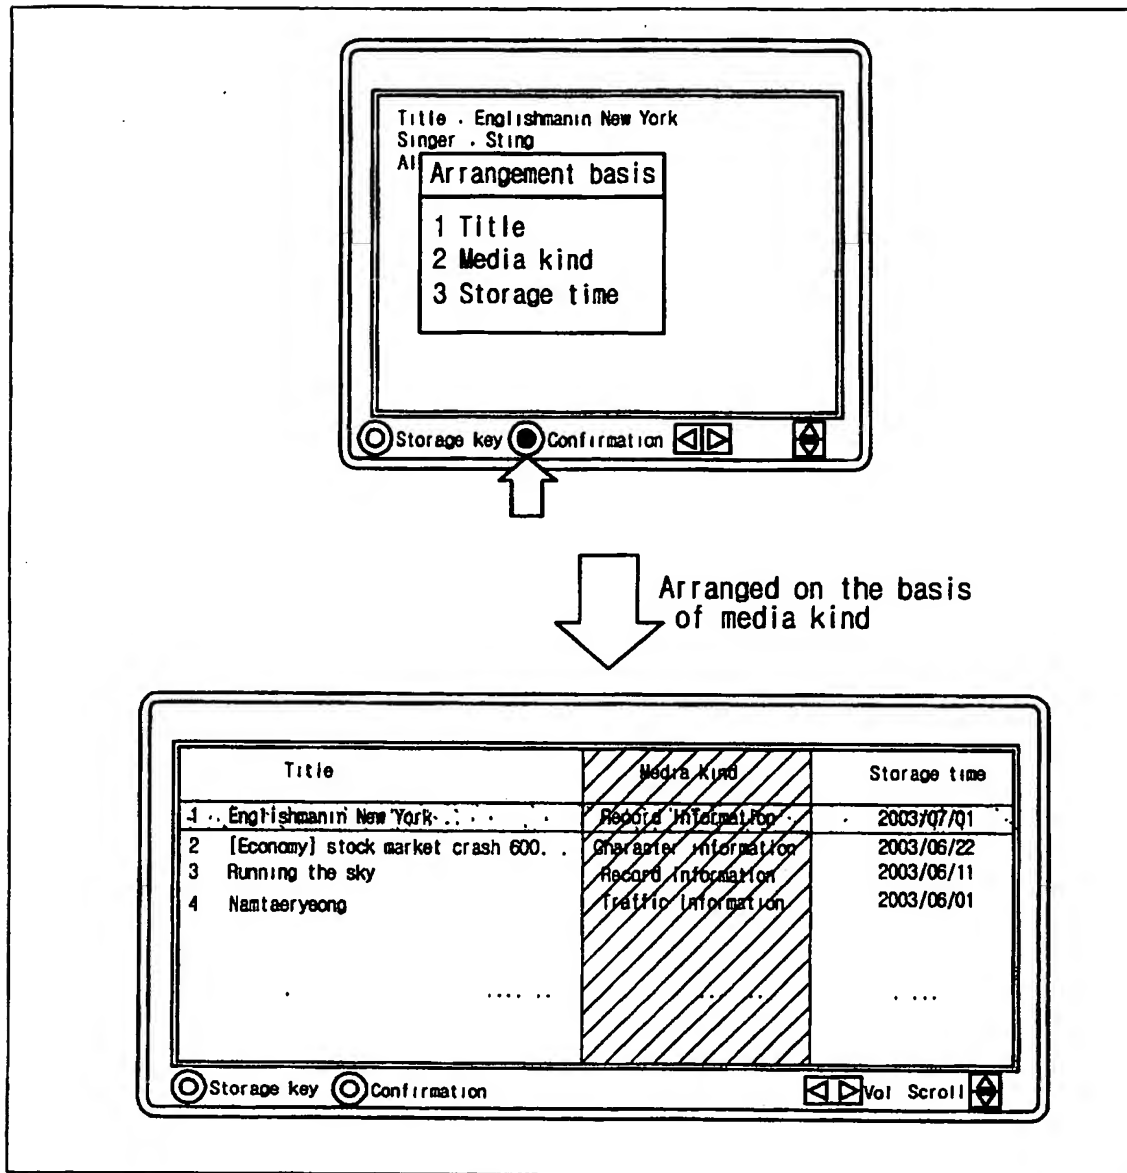 Title . Englishmanin New York
Singer . Sting
Al
Arrangement basis
1 Title
2 Media kind
3 Storage time
Storage key Confirmation
Arranged on the basis
of media kind
Title Media Kind Storage time
1 Englishmanin New York Record Information 2003/07/01
2 [Economy] stock market crash 600. . Character information 2003/06/22
3 Running the sky Record Information 2003/06/11
4 Namtaeryeong Traffic Information 2003/06/01
Storage key Confirmation Vol Scroll